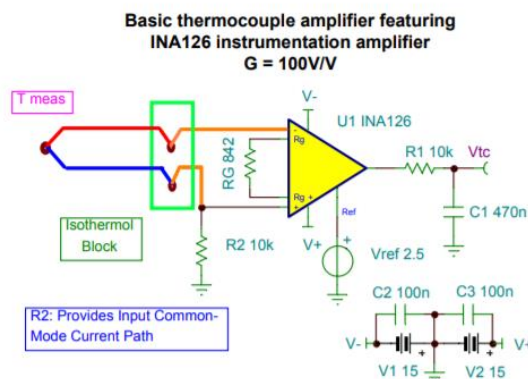 Basic thermocouple amplifier featuring
INA126 instrumentation amplifier
G = 100V/V
T meas
V-
U1 INA126
-
Rg
RG 842
Rg +
+
R1 10k
Vtc
Ref
C1 470n
Isothermol
Block
R2 10k
V+
+
Vref 2.5
R2: Provides Input Common-
Mode Current Path
C2 100n
C3 100n
V-
V+
+
+
V1 15
V2 15